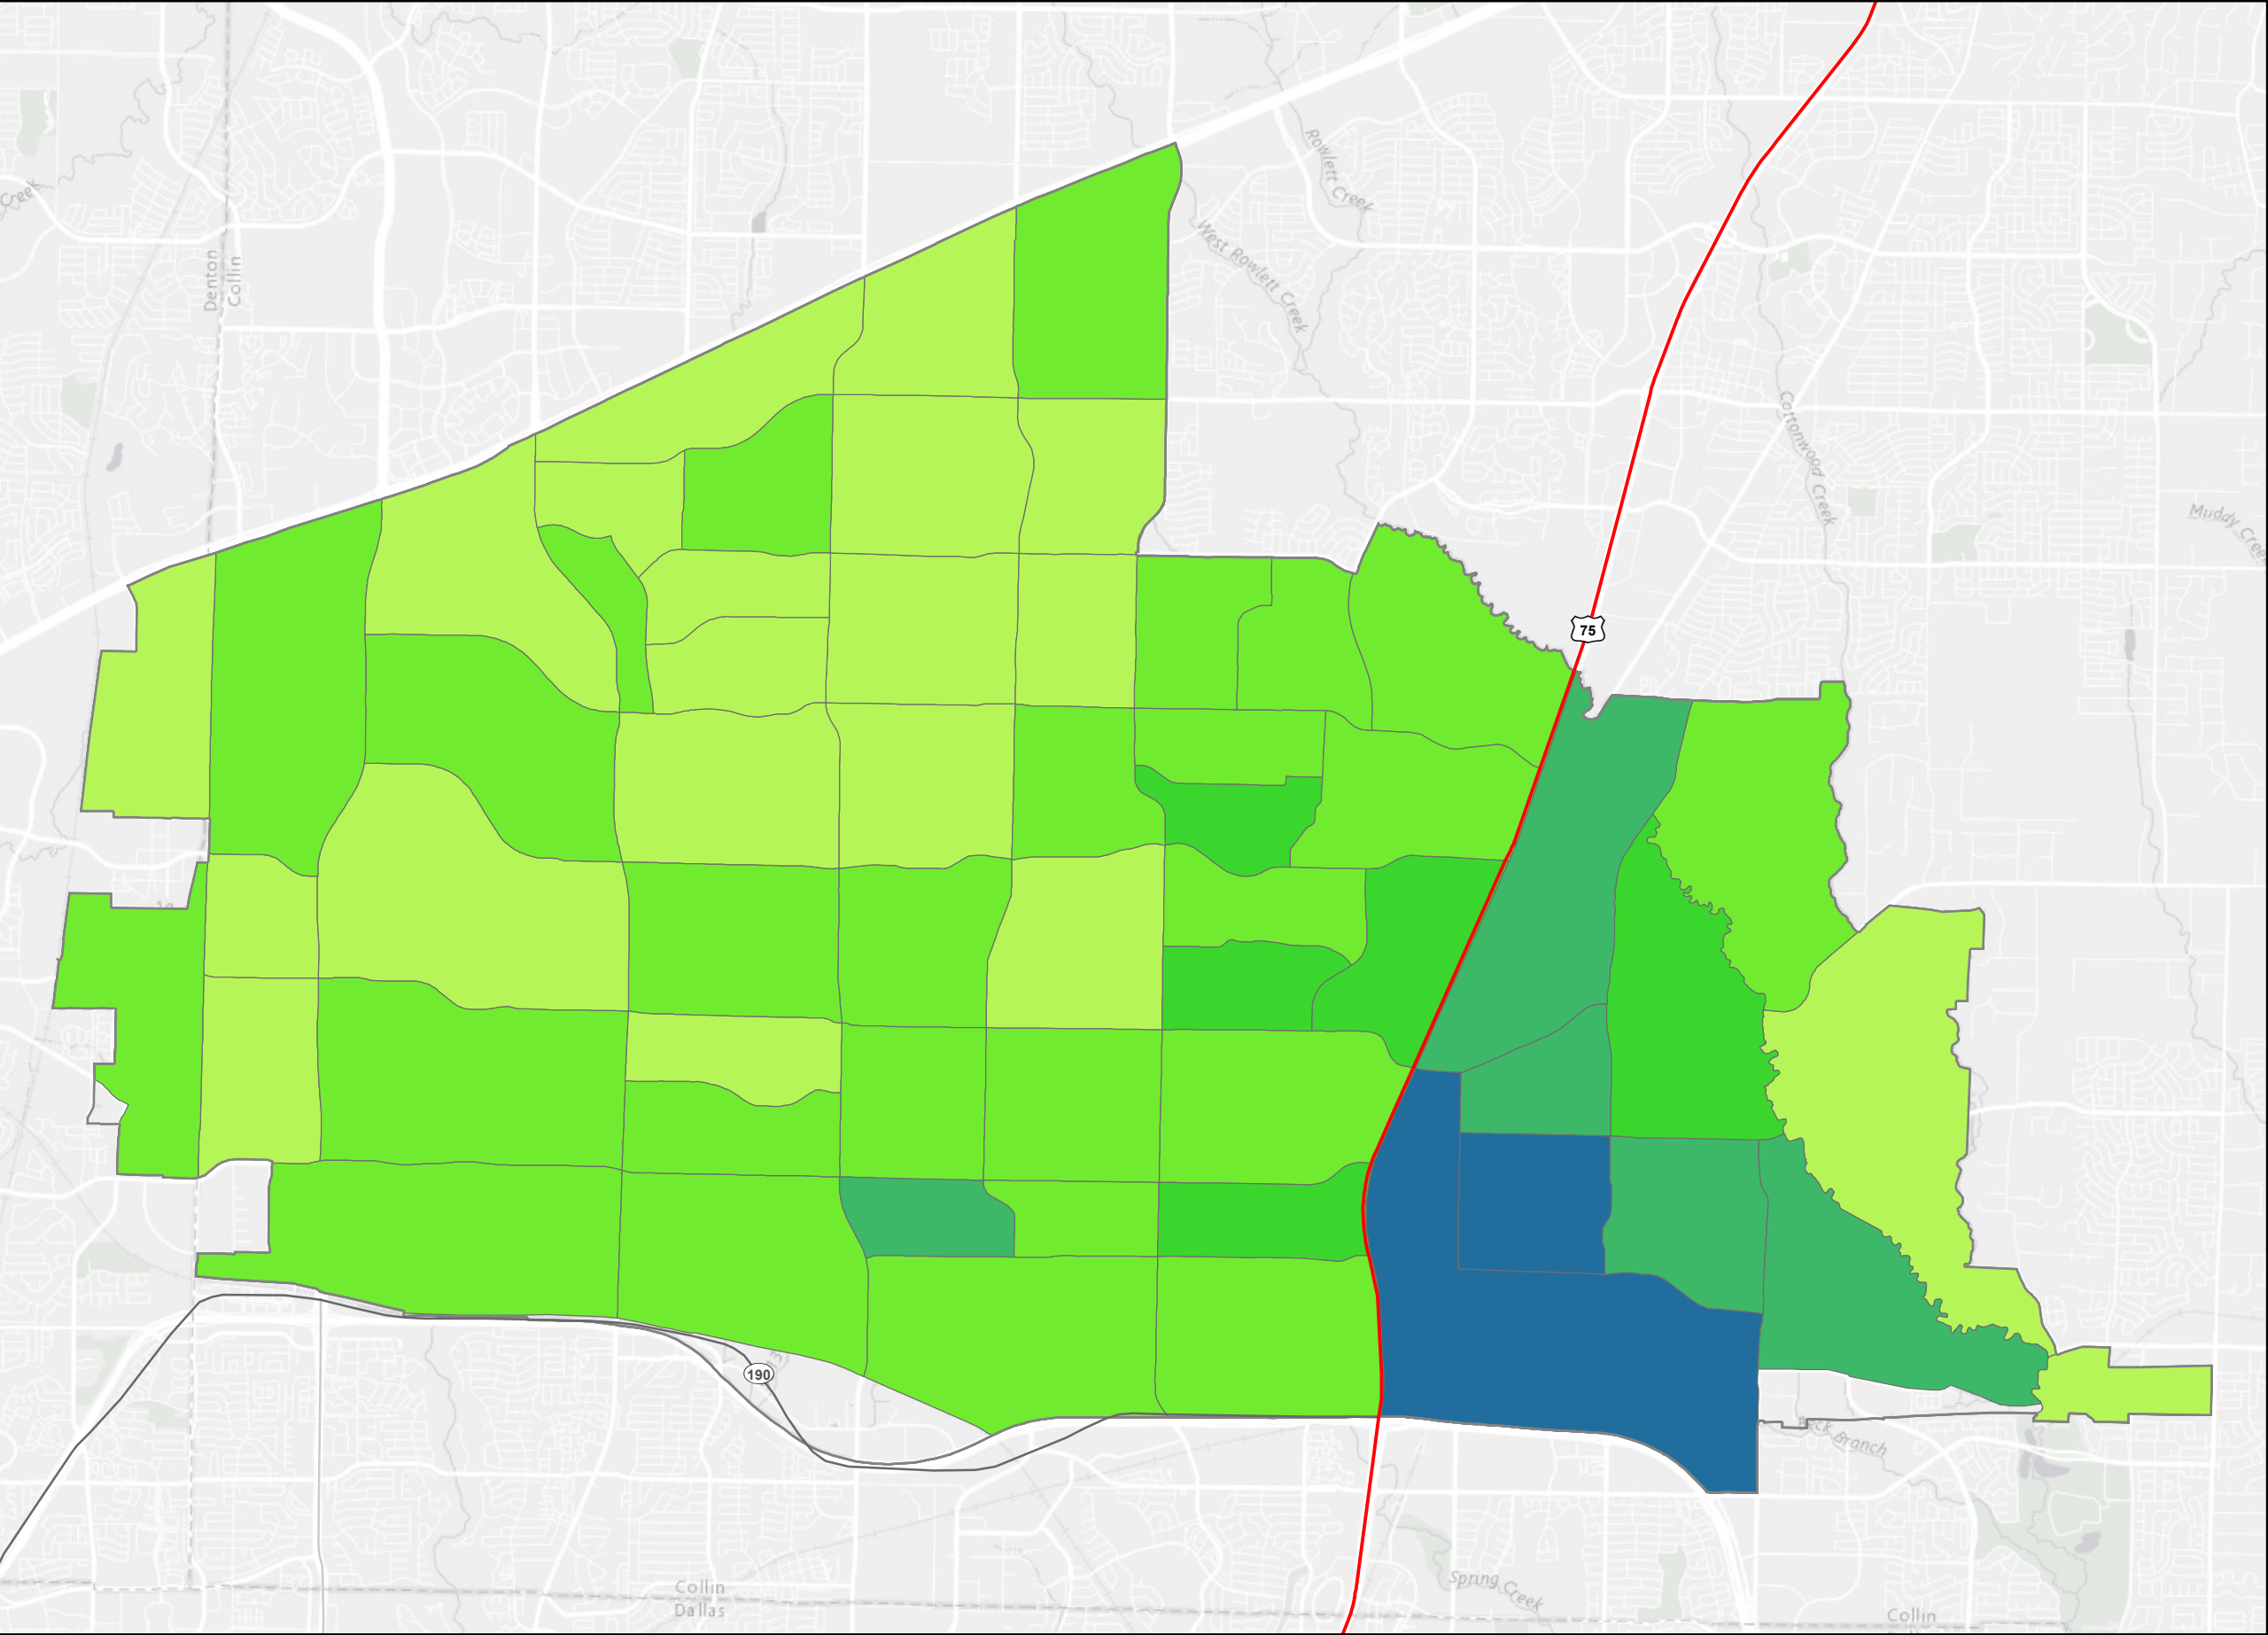 Creek
Rowlett Creek
West Rowlett Creek
Denton
Collin
Cottonwood Creek
Muddy Cree
75
190
Beck Branch
Spring Creek
Collin
Dallas
Collin